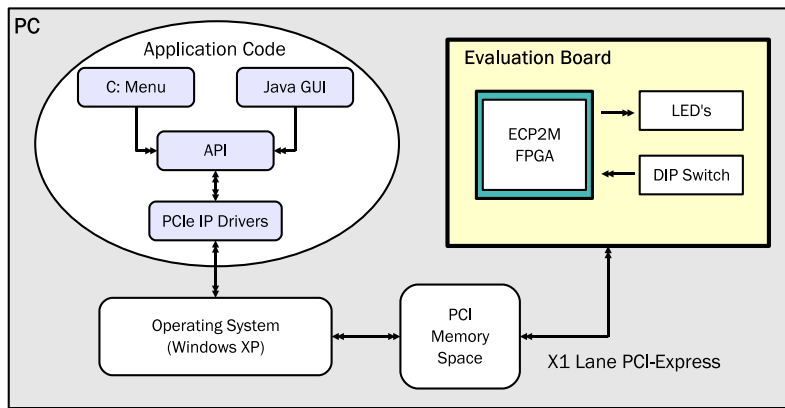 PC
Application Code
C: Menu
Java GUI
API
PCIe IP Drivers
Operating System
(Windows XP)
PCI
Memory
Space
Evaluation Board
ECP2M
FPGA
LED's
DIP Switch
X1 Lane PCI-Express